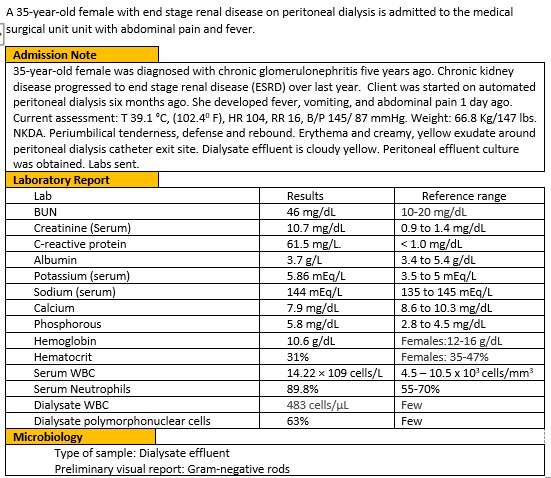 A 35-year-old female with end stage renal disease on peritoneal dialysis is admitted to the medical
surgical unit unit with abdominal pain and fever.
Admission Note
35-year-old female was diagnosed with chronic glomerulonephritis five years ago. Chronic kidney
disease progressed to end stage renal disease (ESRD) over last year. Client was started on automated
peritoneal dialysis six months ago. She developed fever, vomiting, and abdominal pain 1 day ago.
Current assessment: T 39.1 °C, (102.4⁰ F), HR 104, RR 16, B/P 145/ 87 mmHg. Weight: 66.8 Kg/147 lbs.
NKDA. Periumbilical tenderness, defense and rebound. Erythema and creamy, yellow exudate around
peritoneal dialysis catheter exit site. Dialysate effluent is cloudy yellow. Peritoneal effluent culture
was obtained. Labs sent.
Laboratory Report
Lab Results Reference range
BUN 46 mg/dL 10-20 mg/dL
Creatinine (Serum) 10.7 mg/dL 0.9 to 1.4 mg/dL
C-reactive protein 61.5 mg/L. < 1.0 mg/dL
Albumin 3.7 g/L 3.4 to 5.4 g/dL
Potassium (serum) 5.86 mEq/L 3.5 to 5 mEq/L
Sodium (serum) 144 mEq/L 135 to 145 mEq/L
Calcium 7.9 mg/dL 8.6 to 10.3 mg/dL
Phosphorous 5.8 mg/dL 2.8 to 4.5 mg/dL
Hemoglobin 10.6 g/dL Females:12-16 g/dL
Hematocrit 31% Females: 35-47%
Serum WBC 14.22 × 109 cells/L 4.5 – 10.5 x 10³ cells/mm³
Serum Neutrophils 89.8% 55-70%
Dialysate WBC 483 cells/µL Few
Dialysate polymorphonuclear cells 63% Few
Microbiology
Type of sample: Dialysate effluent
Preliminary visual report: Gram-negative rods